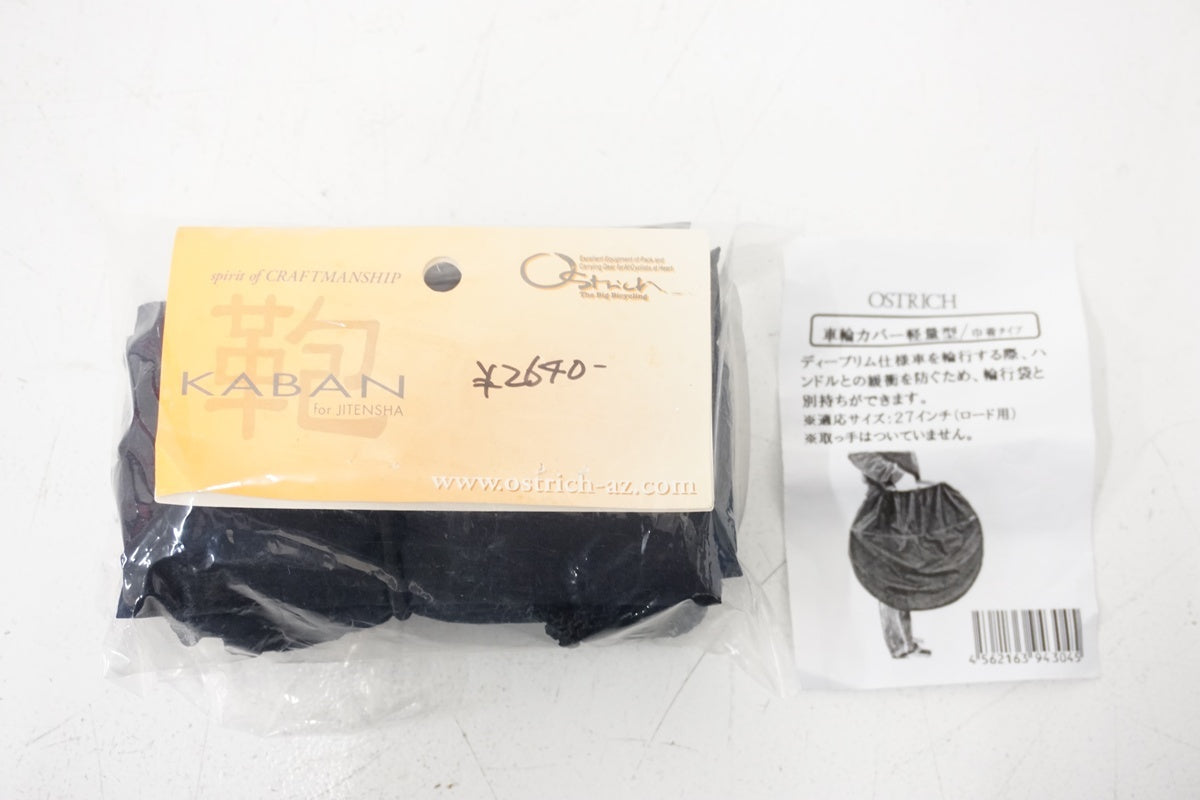 spirit of CRAFTMANSHIP
鞄
KABAN
for JITENSHA
Ostrich
The Big Bicycling
¥2640-
www.ostrich-az.com
OSTRICH
車輪カバー軽量型/巾着タイプ
ディープリム仕様車を輪行する際、ハ
ンドルとの緩衝を防ぐため、輪行袋と
別持ちができます。
※適応サイズ:27インチ(ロード用)
※取っ手はついていません。
4 562163 943045